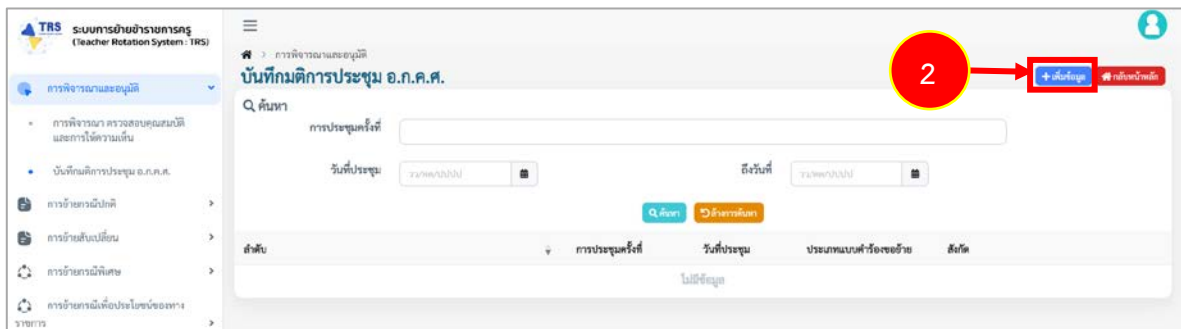 TRS ระบบการย้ายข้าราชการครู
(Teacher Rotation System : TRS)
การพิจารณาและอนุมัติ
การพิจารณา ตรวจสอบคุณสมบัติ
และการให้ความเห็น
บันทึกมติการประชุม อ.ก.ค.ศ.
การย้ายกรณีปกติ
การย้ายสับเปลี่ยน
การย้ายกรณีพิเศษ
การย้ายกรณีเพื่อประโยชน์ของทาง
ราชการ
การพิจารณาและอนุมัติ
บันทึกมติการประชุม อ.ก.ค.ศ.
2
+ เพิ่มข้อมูล กลับหน้าหลัก
ค้นหา
การประชุมครั้งที่
วันที่ประชุม วว/ดด/ปปปป ถึงวันที่ วว/ดด/ปปปป
ค้นหา ล้างการค้นหา
ลำดับ การประชุมครั้งที่ วันที่ประชุม ประเภทแบบคำร้องขอย้าย สังกัด
ไม่มีข้อมูล